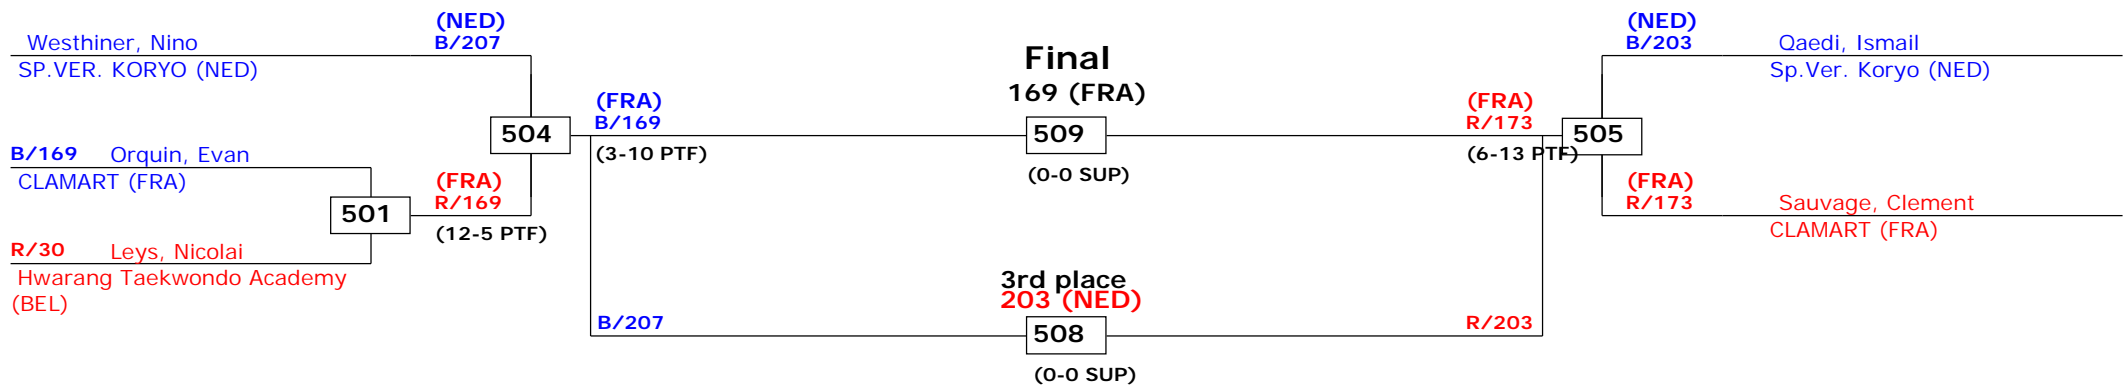 (NED)
B/207
Westhiner, Nino
SP.VER. KORYO (NED)
B/169 Orquin, Evan
CLAMART (FRA)
501
(FRA)
R/169
(12-5 PTF)
R/30 Leys, Nicolai
Hwarang Taekwondo Academy
(BEL)
504
(FRA)
B/169
(3-10 PTF)
B/207
Final
169 (FRA)
509
(0-0 SUP)
3rd place
203 (NED)
508
(0-0 SUP)
(FRA)
R/173
(6-13 PTF)
R/203
505
(NED)
B/203
Qaedi, Ismail
Sp.Ver. Koryo (NED)
(FRA)
R/173
Sauvage, Clement
CLAMART (FRA)